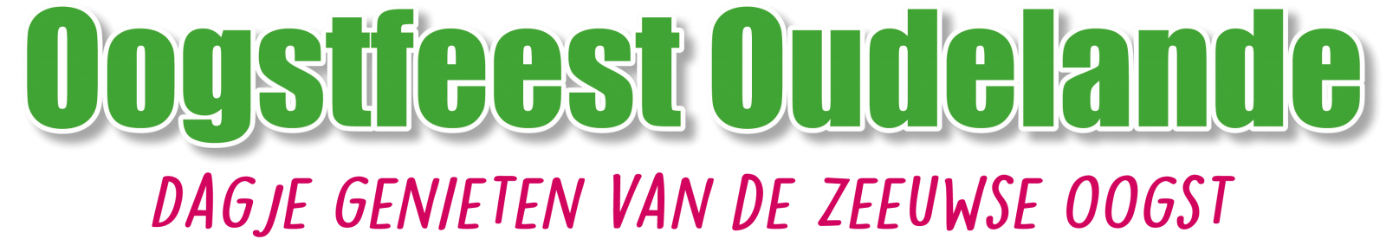 Oogstfeest Oudelande
DAGJE GENIETEN VAN DE ZEEUWSE OOGST